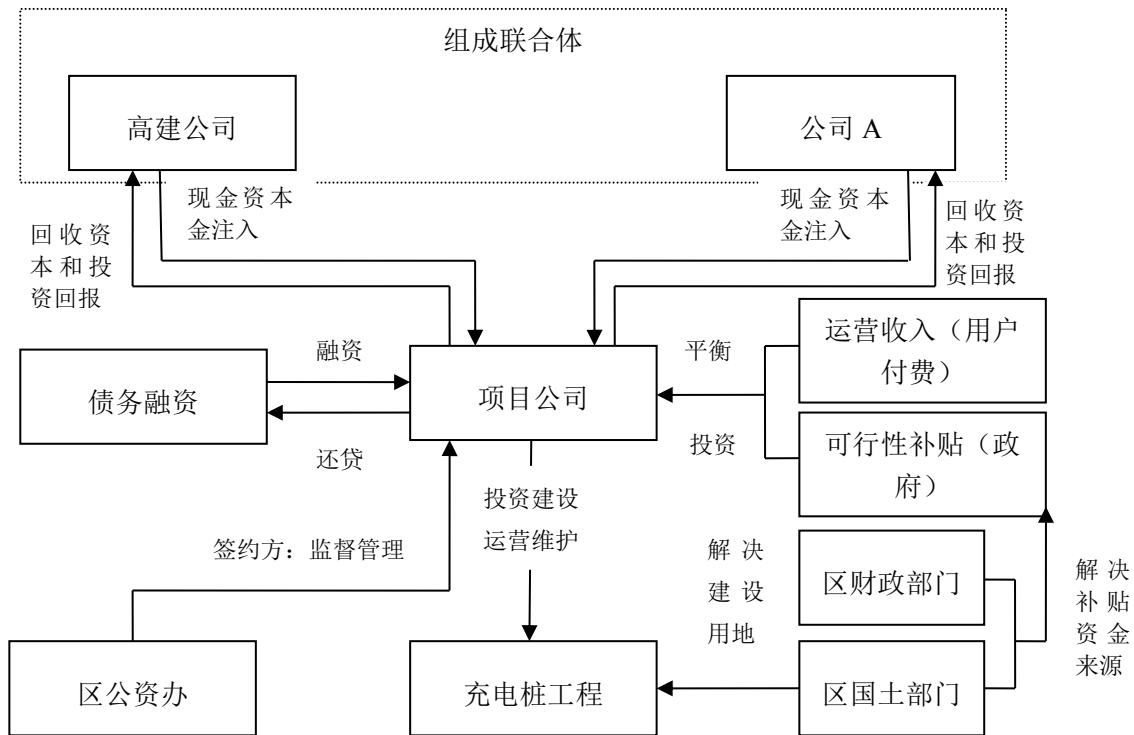 组成联合体
高建公司
公司 A
现金资本
金注入
现金资本
金注入
回收资
本和投
资回报
回收资
本和投
资回报
融资
平衡
运营收入（用户
付费）
债务融资
项目公司
还贷
投资
可行性补贴（政
府）
投资建设
运营维护
签约方：监督管理
解决
建设
用地
区财政部门
解决
补贴
资金
来源
区公资办
充电桩工程
区国土部门